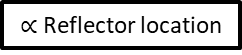 ∝ Reflector location